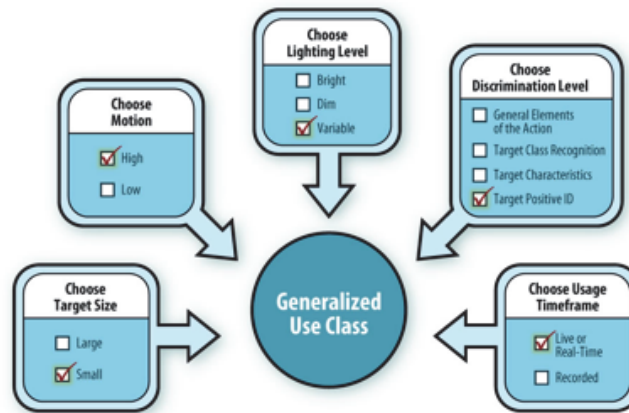 Choose
Lighting Level
Bright
Dim
Variable
Choose
Motion
High
Low
Choose
Discrimination Level
General Elements
of the Action
Target Class Recognition
Target Characteristics
Target Positive ID
Choose
Target Size
Large
Small
Generalized
Use Class
Choose Usage
Timeframe
Live or
Real-Time
Recorded